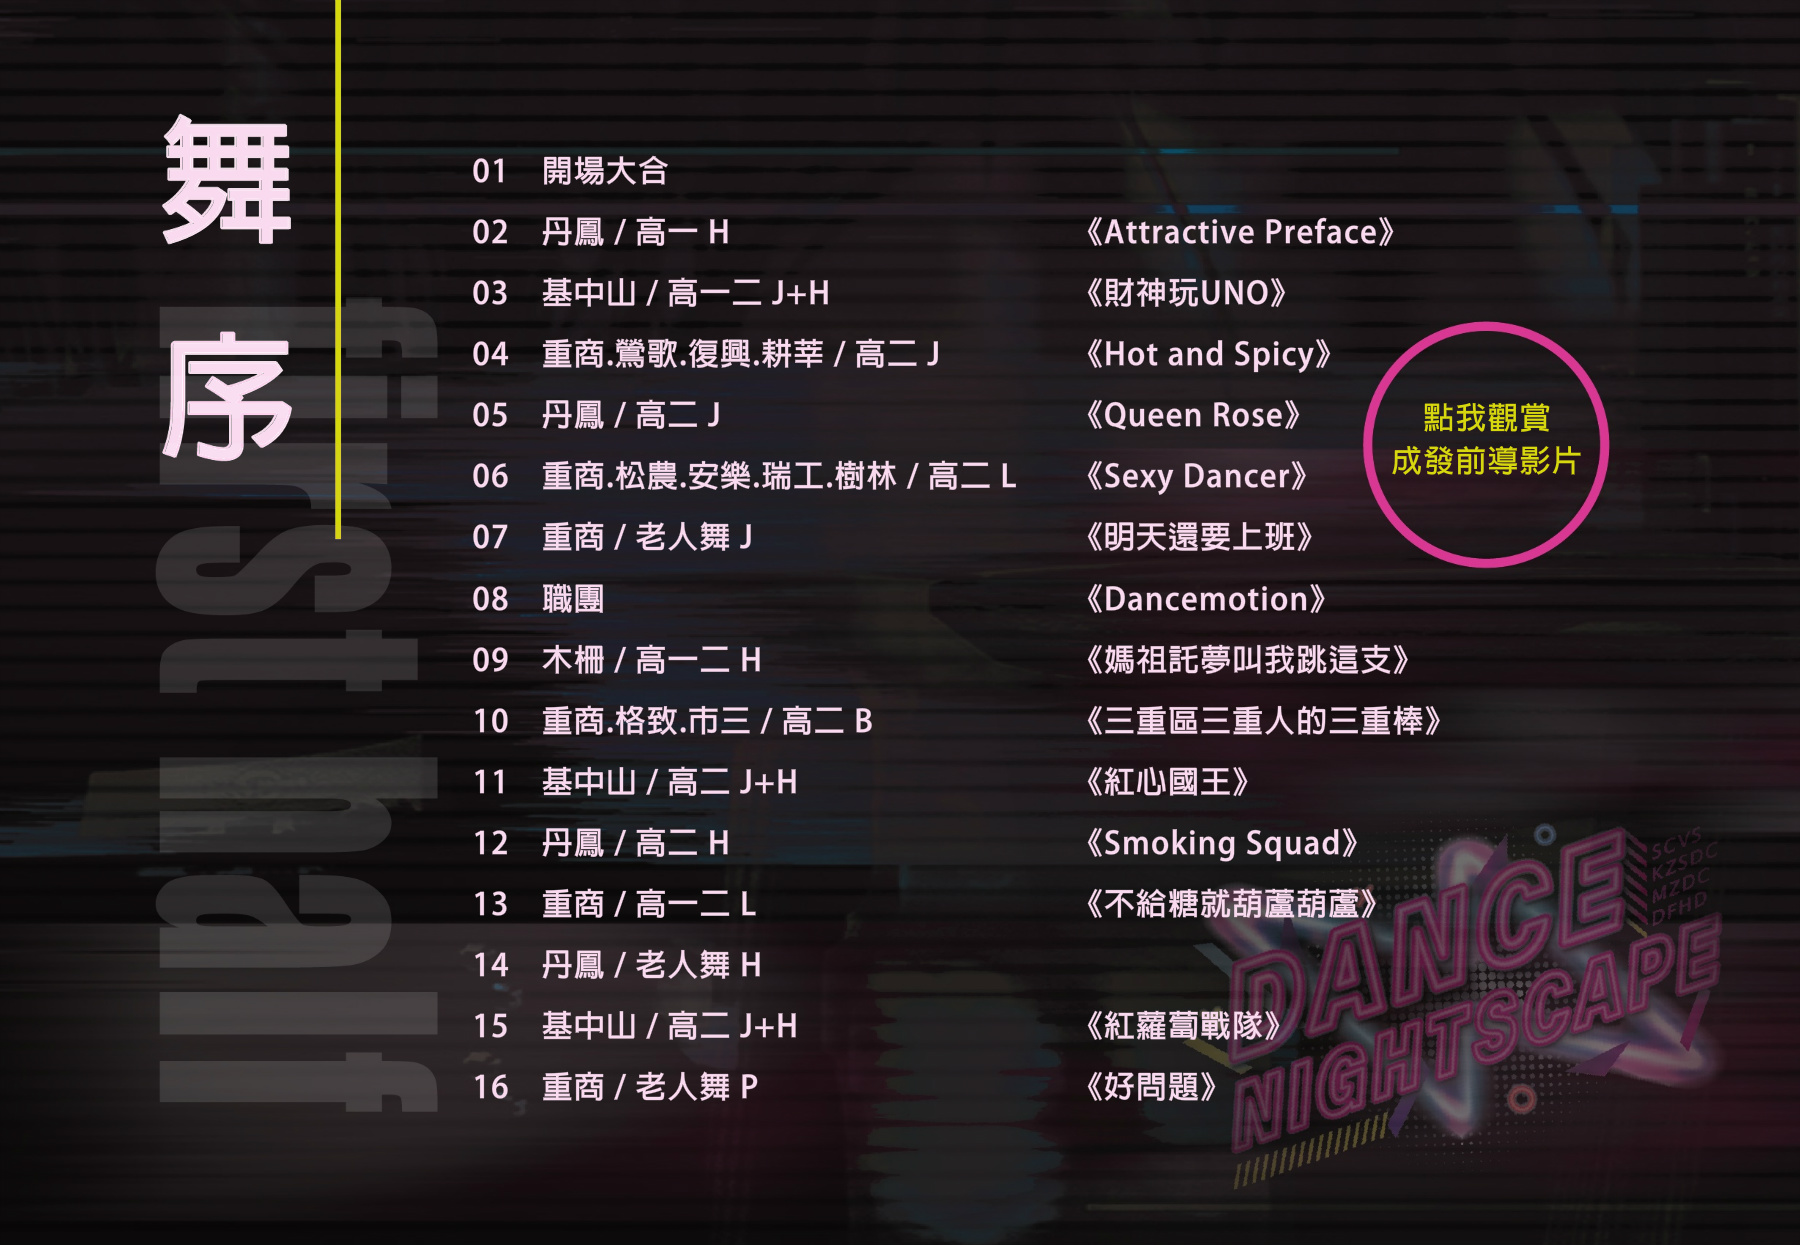 舞序
first half
01 開場大合
02 丹鳳 / 高一 H 《Attractive Preface》
03 基中山 / 高一二 J+H 《財神玩UNO》
04 重商.鶯歌.復興.耕莘 / 高二 J 《Hot and Spicy》
05 丹鳳 / 高二 J 《Queen Rose》
06 重商.松農.安樂.瑞工.樹林 / 高二 L 《Sexy Dancer》
07 重商 / 老人舞 J 《明天還要上班》
08 職團 《Dancemotion》
09 木柵 / 高一二 H 《媽祖託夢叫我跳這支》
10 重商.格致.市三 / 高二 B 《三重區三重人的三重棒》
11 基中山 / 高二 J+H 《紅心國王》
12 丹鳳 / 高二 H 《Smoking Squad》
13 重商 / 高一二 L 《不給糖就葫蘆葫蘆》
14 丹鳳 / 老人舞 H
15 基中山 / 高二 J+H 《紅蘿蔔戰隊》
16 重商 / 老人舞 P 《好問題》
點我觀賞
成發前導影片
DANCE
NIGHTSCAPE
SCVS
KZSDC
MZDC
DFHD